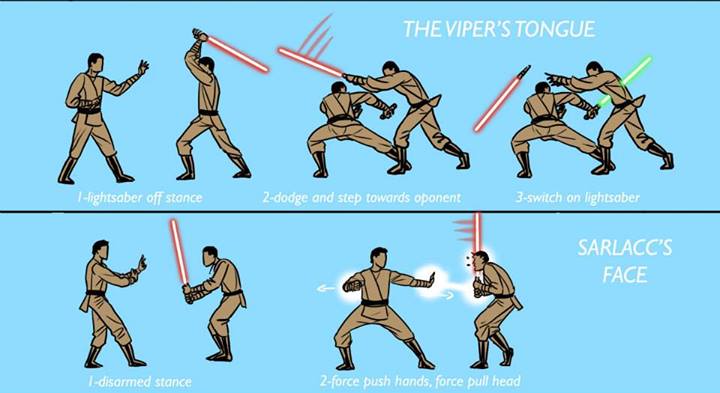 THE VIPER'S TONGUE
1-lightsaber off stance
2-dodge and step towards oponent
3-switch on lightsaber
SARLACC'S
FACE
1-disarmed stance
2-force push hands, force pull head